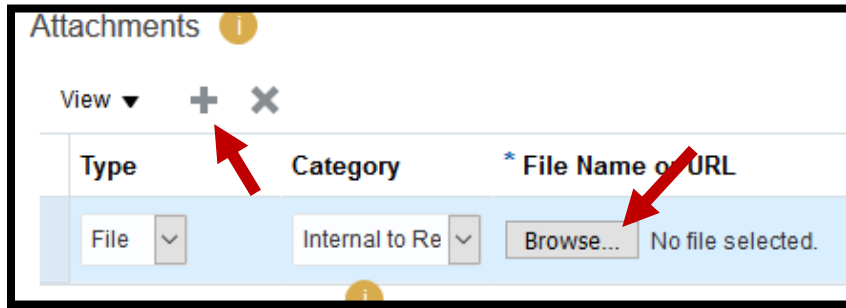 Attachments i
View
Type Category * File Name or URL
File Internal to Re Browse... No file selected.
i